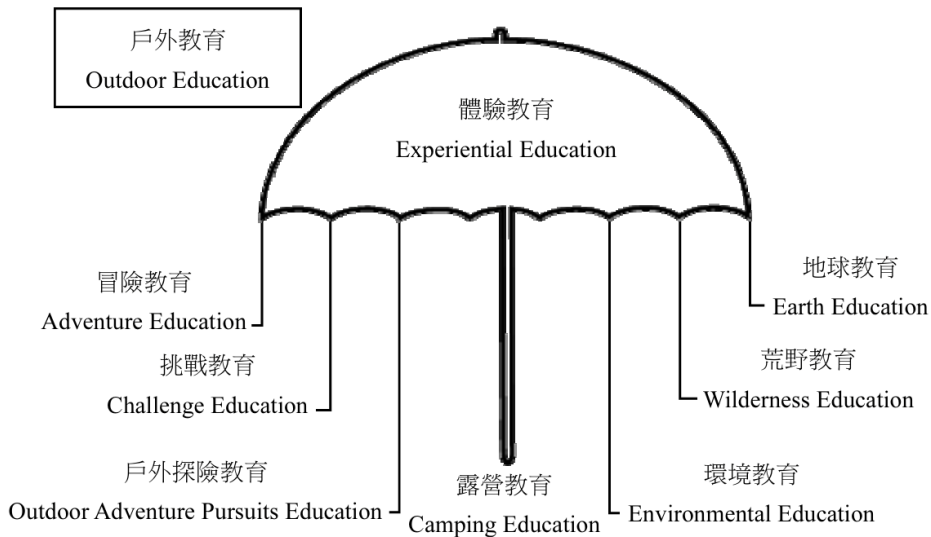 戶外教育
Outdoor Education
體驗教育
Experiential Education
冒險教育
Adventure Education
挑戰教育
Challenge Education
戶外探險教育
Outdoor Adventure Pursuits Education
露營教育
Camping Education
環境教育
Environmental Education
荒野教育
Wilderness Education
地球教育
Earth Education